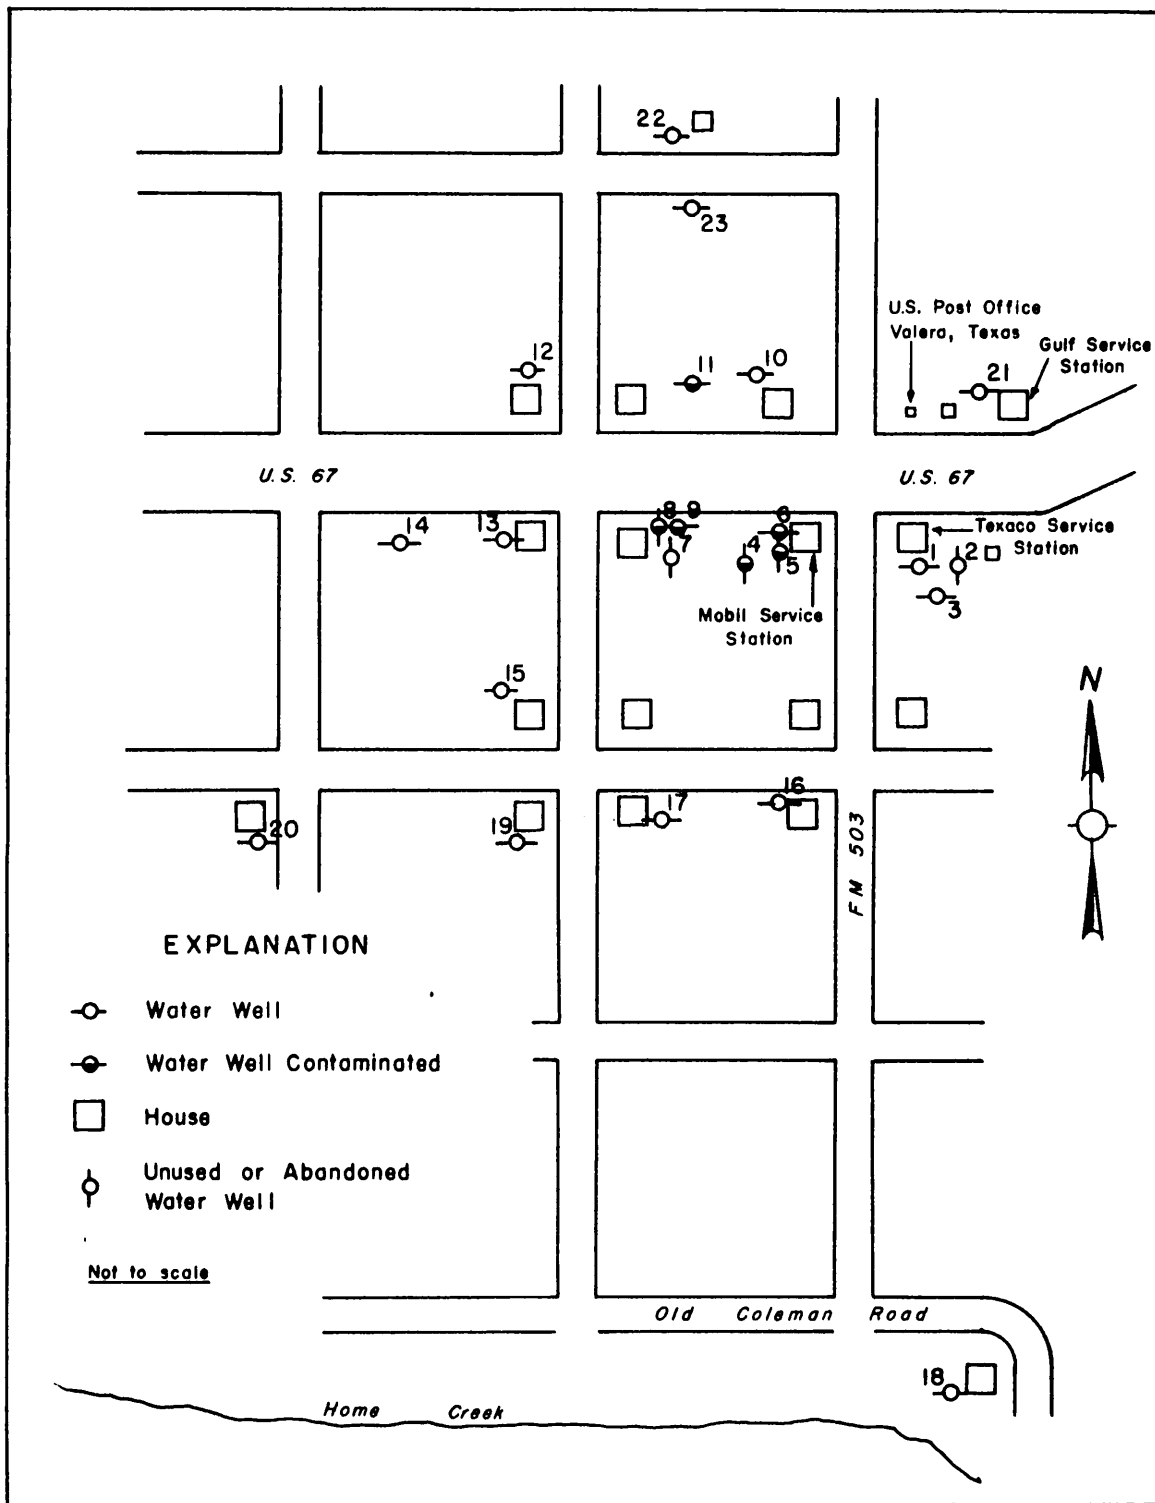 22
23
U.S. Post Office
Valera, Texas
Gulf Service
Station
12
11
10
21
U.S. 67
U.S. 67
14
13
8
9
6
7
4
5
Texaco Service
Station
1
2
3
Mobil Service
Station
15
N
16
17
19
20
FM 503
EXPLANATION
Water Well
Water Well Contaminated
House
Unused or Abandoned
Water Well
Not to scale
Old Coleman Road
18
Home Creek